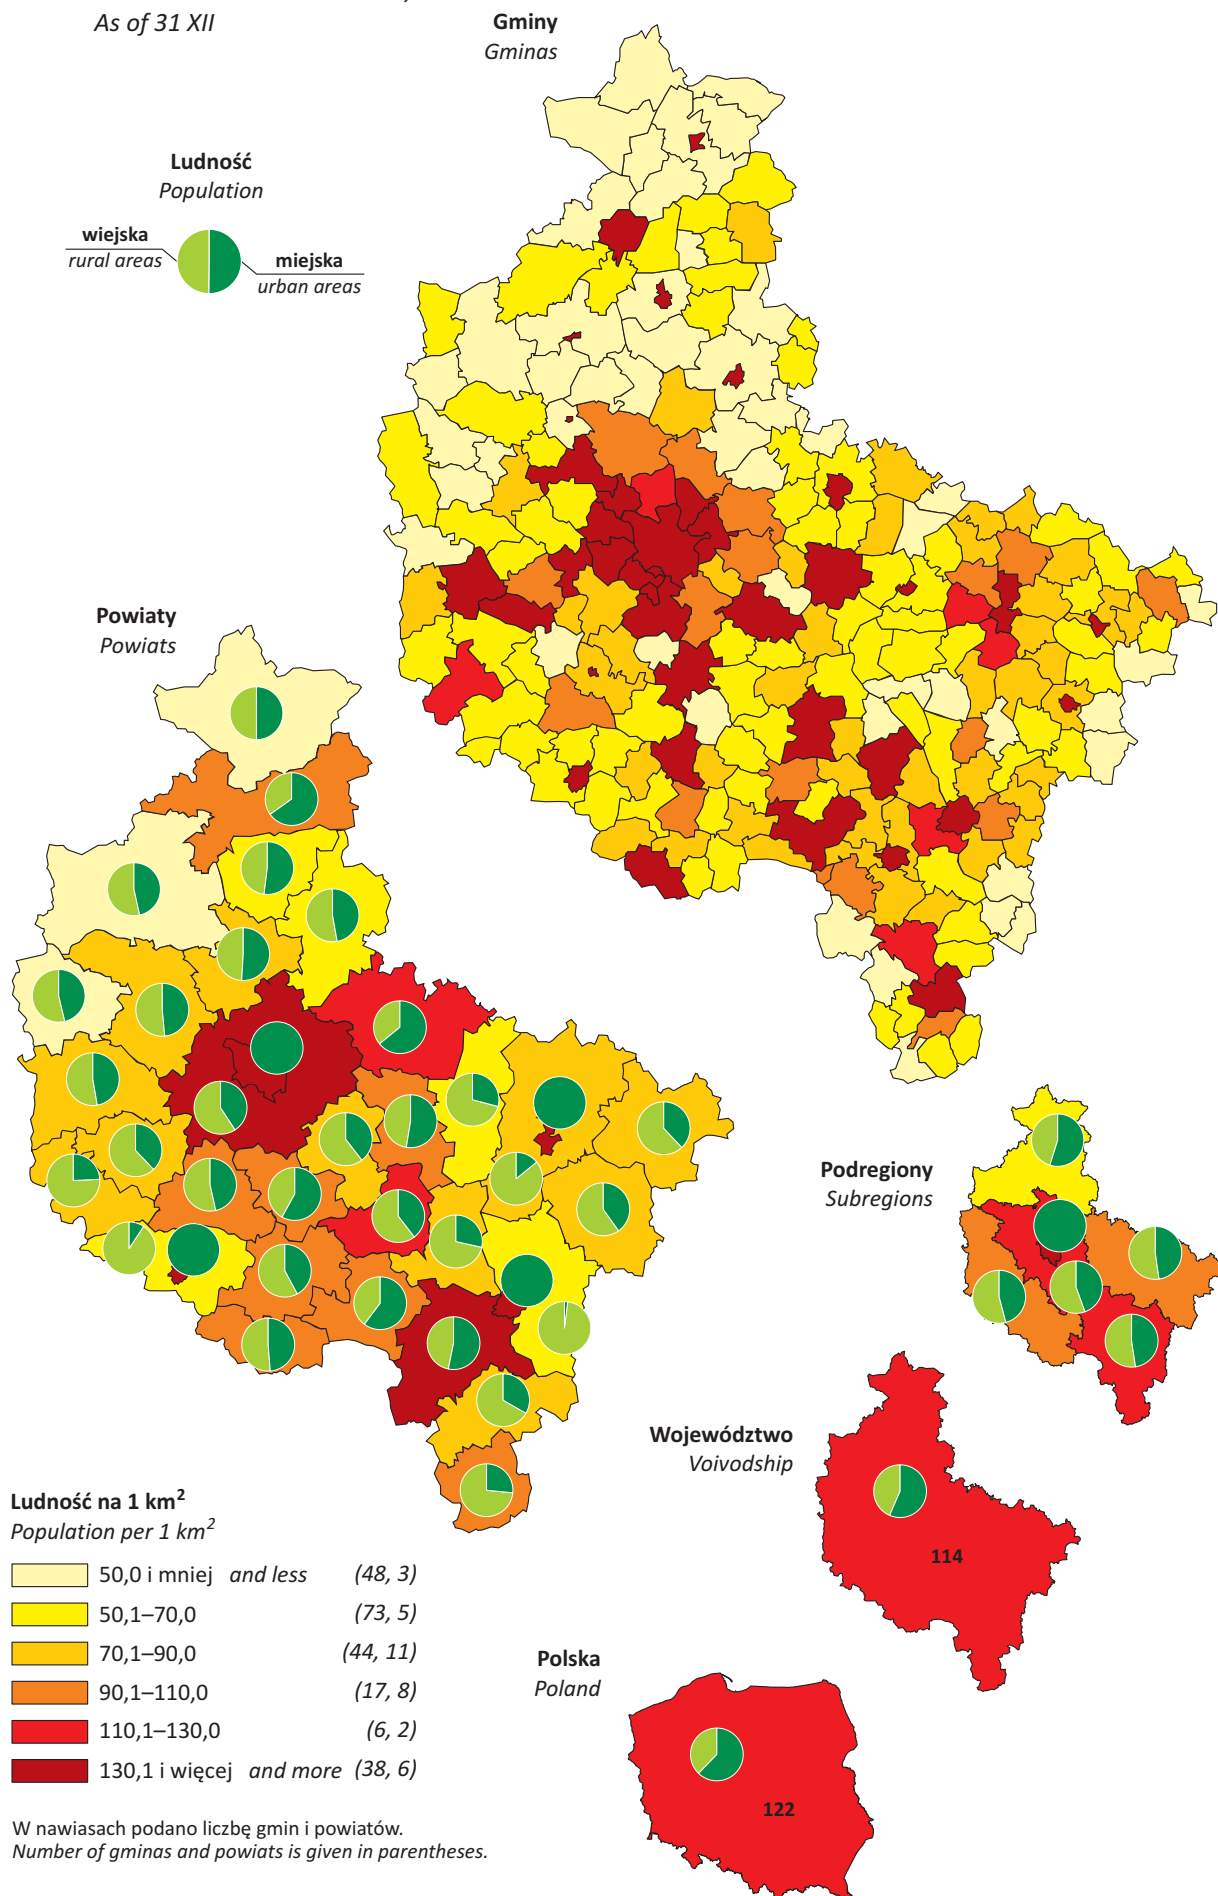 As of 31 XII
Gminy
Gminas
Ludność
Population
wiejska
rural areas
miejska
urban areas
Powiaty
Powiats
Podregiony
Subregions
Województwo
Voivodship
114
Ludność na 1 km²
Population per 1 km²
50,0 i mniej and less (48, 3)
50,1–70,0 (73, 5)
70,1–90,0 (44, 11)
90,1–110,0 (17, 8)
110,1–130,0 (6, 2)
130,1 i więcej and more (38, 6)
Polska
Poland
122
W nawiasach podano liczbę gmin i powiatów.
Number of gminas and powiats is given in parentheses.